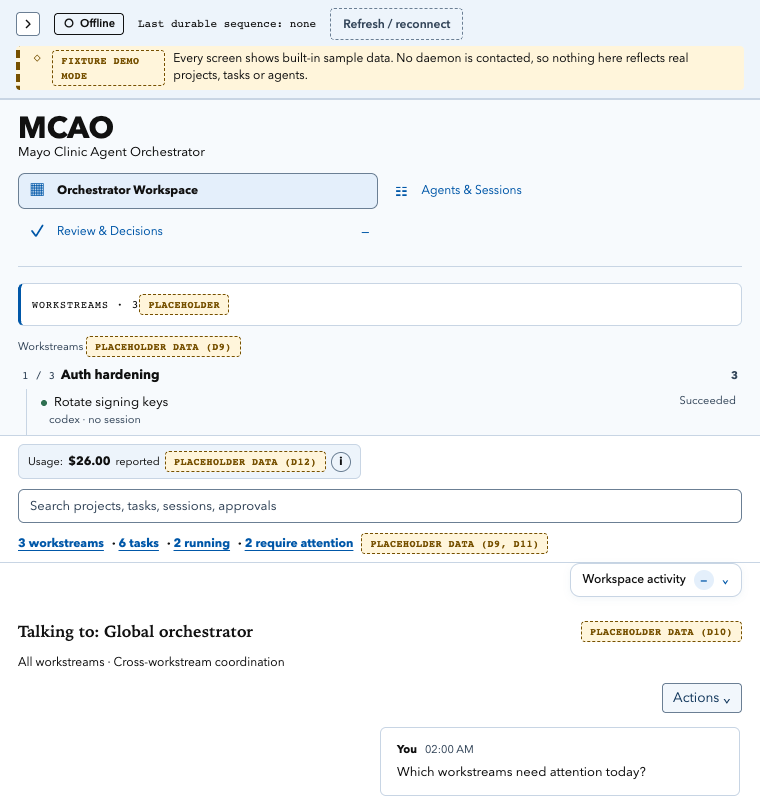 Offline
Last durable sequence: none
Refresh / reconnect
FIXTURE DEMO MODE
Every screen shows built-in sample data. No daemon is contacted, so nothing here reflects real
projects, tasks or agents.
MCAO
Mayo Clinic Agent Orchestrator
Orchestrator Workspace
Agents & Sessions
Review & Decisions –
WORKSTREAMS · 3 PLACEHOLDER
Workstreams PLACEHOLDER DATA (D9)
1 / 3 Auth hardening 3
Rotate signing keys Succeeded
codex · no session
Usage: $26.00 reported PLACEHOLDER DATA (D12) i
Search projects, tasks, sessions, approvals
3 workstreams · 6 tasks · 2 running · 2 require attention PLACEHOLDER DATA (D9, D11)
Workspace activity –
Talking to: Global orchestrator PLACEHOLDER DATA (D10)
All workstreams · Cross-workstream coordination
Actions
You 02:00 AM
Which workstreams need attention today?